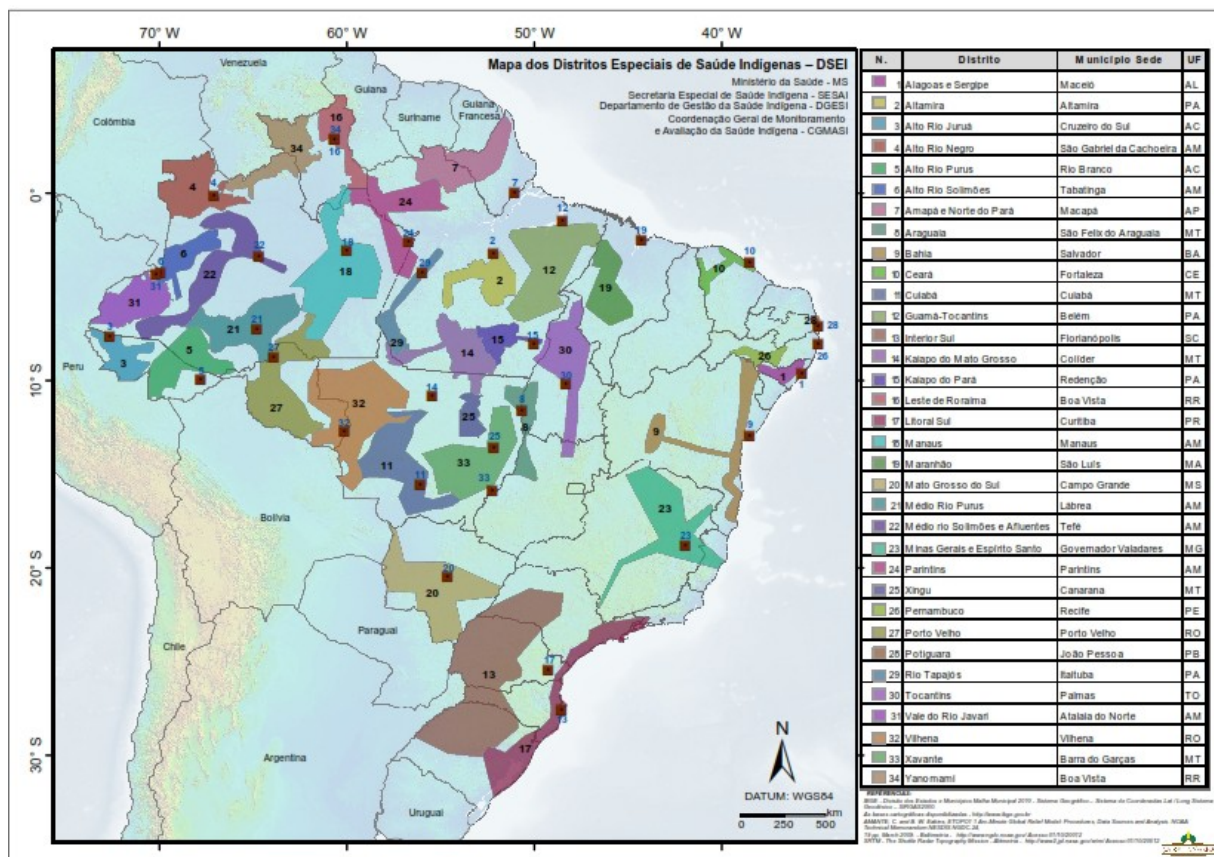 70° W
60° W
50° W
40° W
Mapa dos Distritos Especiais de Saúde Indígenas – DSEI
Ministério da Saúde - MS
Secretaria Especial de Saúde Indígena - SESAI
Departamento de Gestão da Saúde Indígena - DGESI
Coordenação Geral de Monitoramento
e Avaliação da Saúde Indígena - CGMASI
Venezuela
Guiana
Suriname
Guiana
Francesa
Colômbia
Peru
Bolívia
Paraguai
Chile
Argentina
Uruguai
0°
10° S
20° S
30° S
N
DATUM: WGS84
km
0 250 500
N. Distrito Município Sede UF
1 Alagoas e Sergipe Maceió AL
2 Altamira Altamira PA
3 Alto Rio Juruá Cruzeiro do Sul AC
4 Alto Rio Negro São Gabriel da Cachoeira AM
5 Alto Rio Purus Rio Branco AC
6 Alto Rio Solimões Tabatinga AM
7 Amapá e Norte do Pará Macapá AP
8 Araguaia São Felix do Araguaia MT
9 Bahia Salvador BA
10 Ceará Fortaleza CE
11 Cuiabá Cuiabá MT
12 Guamá-Tocantins Belém PA
13 Interior Sul Florianópolis SC
14 Kaiapo do Mato Grosso Colider MT
15 Kaiapo do Pará Redenção PA
16 Leste de Roraima Boa Vista RR
17 Litoral Sul Curitiba PR
18 Manaus Manaus AM
19 Maranhão São Luis MA
20 Mato Grosso do Sul Campo Grande MS
21 Médio Rio Purus Lábrea AM
22 Médio rio Solimões e Afluentes Tefé AM
23 Minas Gerais e Espírito Santo Governador Valadares MG
24 Parintins Parintins AM
25 Xingu Canarana MT
26 Pernambuco Recife PE
27 Porto Velho Porto Velho RO
28 Potiguara João Pessoa PB
29 Rio Tapajós Itaituba PA
30 Tocantins Palmas TO
31 Vale do Rio Javari Atalaia do Norte AM
32 Vilhena Vilhena RO
33 Xavante Barra do Garças MT
34 Yanomami Boa Vista RR
REFERÊNCIAS: